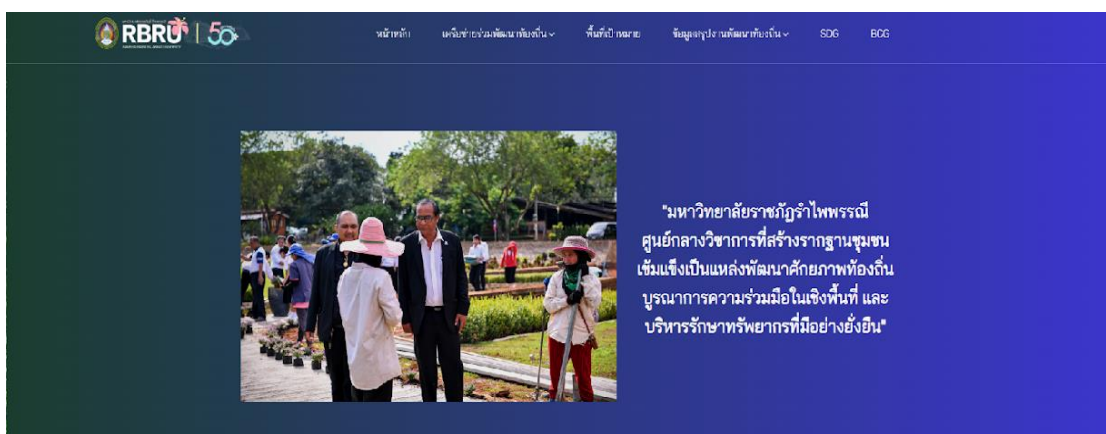 RBRU | 50
หน้าหลัก เครือข่ายร่วมพัฒนาท้องถิ่น พื้นที่เป้าหมาย ข้อมูลสรุปงานพัฒนาท้องถิ่น SDG BCG
"มหาวิทยาลัยราชภัฏรำไพพรรณี
ศูนย์กลางวิชาการที่สร้างรากฐานชุมชน
เข้มแข็งเป็นแหล่งพัฒนาศักยภาพท้องถิ่น
บูรณาการความร่วมมือในเชิงพื้นที่ และ
บริหารรักษาทรัพยากรที่มีอย่างยั่งยืน"